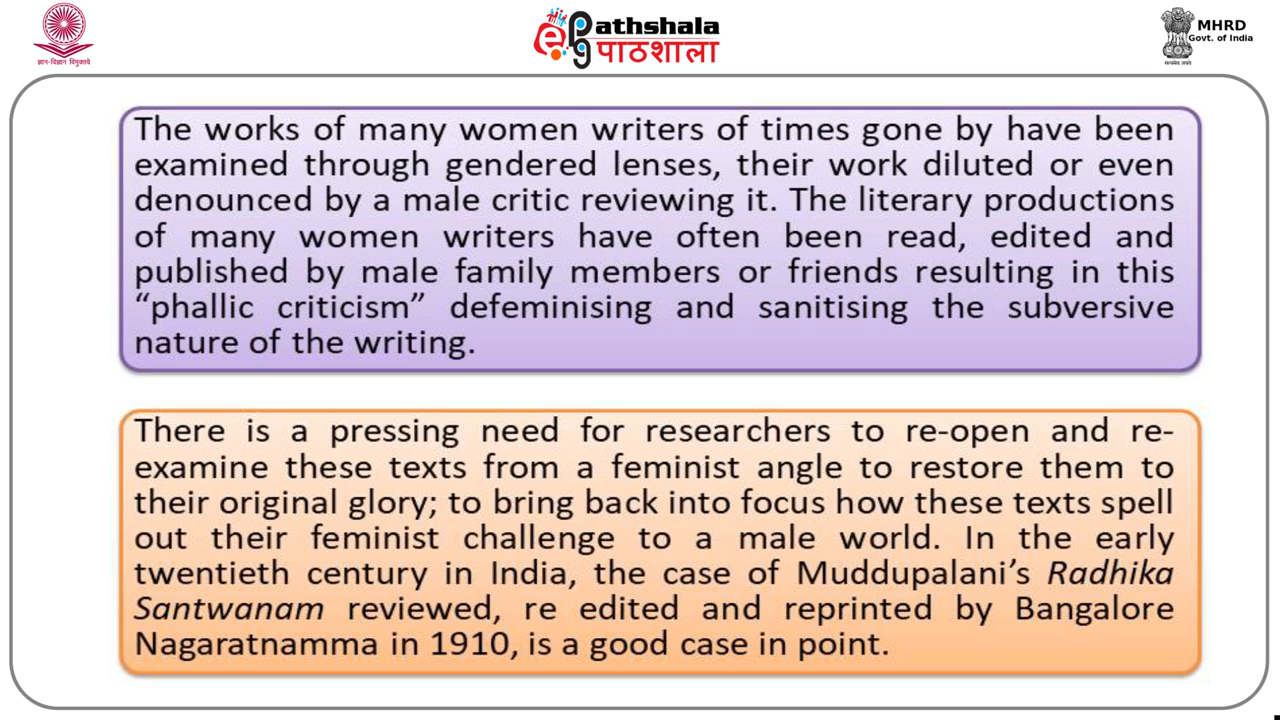 ज्ञान-विज्ञान विमुक्तये
ePathshala
पाठशाला
MHRD
Govt. of India
सत्यमेव जयते
The works of many women writers of times gone by have been
examined through gendered lenses, their work diluted or even
denounced by a male critic reviewing it. The literary productions
of many women writers have often been read, edited and
published by male family members or friends resulting in this
“phallic criticism” defeminising and sanitising the subversive
nature of the writing.
There is a pressing need for researchers to re-open and re-
examine these texts from a feminist angle to restore them to
their original glory; to bring back into focus how these texts spell
out their feminist challenge to a male world. In the early
twentieth century in India, the case of Muddupalani’s Radhika
Santwanam reviewed, re edited and reprinted by Bangalore
Nagaratnamma in 1910, is a good case in point.